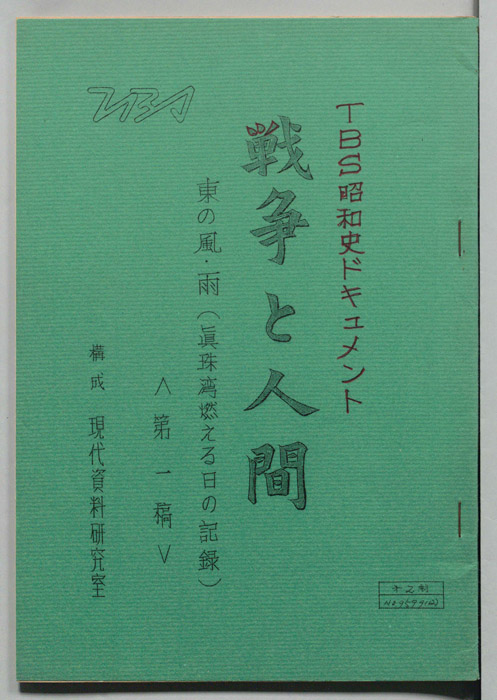 TBS昭和史ドキュメント
戦争と人間
東の風・雨(眞珠湾燃える日の記録)
<第一稿>
構成 現代資料研究室